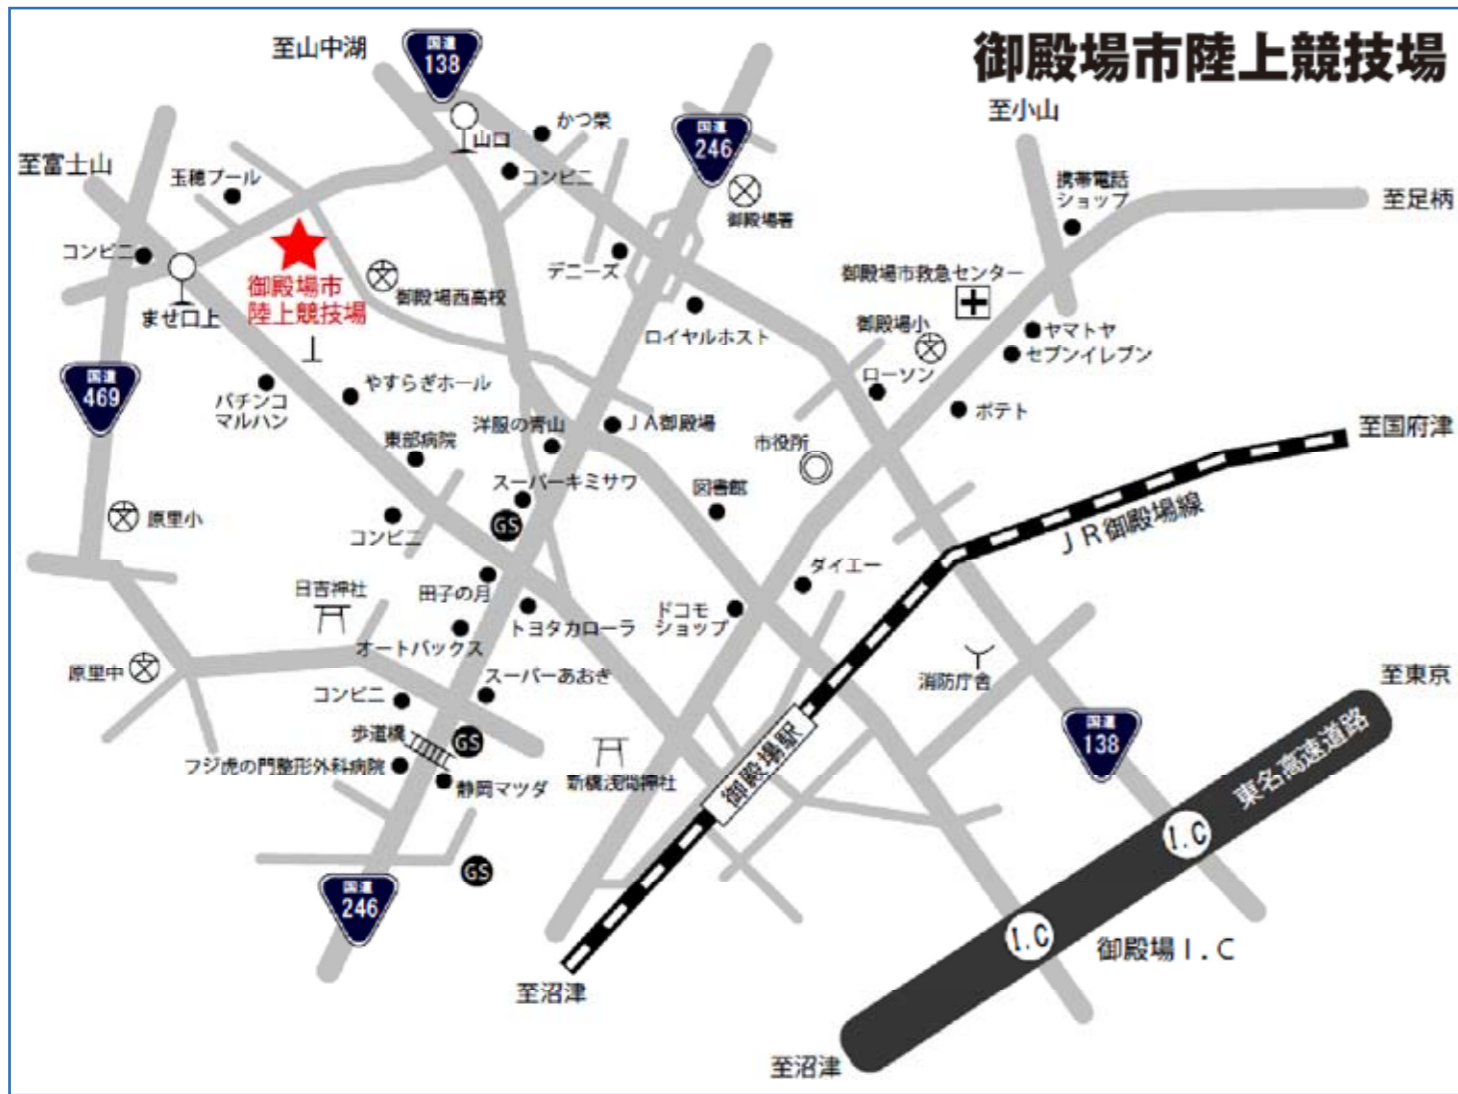 御殿場市陸上競技場
至山中湖
国道
138
至小山
かつ榮
山口
国道
246
至富士山
玉穂プール
コンビニ
携帯電話
ショップ
至足柄
御殿場署
コンビニ
デニーズ
御殿場市救急センター
御殿場市
陸上競技場
御殿場西高校
ませ口上
ロイヤルホスト
御殿場小
ヤマトヤ
セブンイレブン
ローソン
国道
469
パチンコ
マルハン
やすらぎホール
ポテト
洋服の青山
JA御殿場
東部病院
市役所
至国府津
スーパーキミサワ
図書館
GS
原里小
コンビニ
JR御殿場線
ダイエー
日吉神社
田子の月
トヨタカローラ
ドコモ
ショップ
オートバックス
原里中
スーパーあおき
消防庁舎
至東京
コンビニ
歩道橋
GS
国道
138
フジ虎の門整形外科病院
静岡マツダ
新橋浅間神社
御殿場駅
東名高速道路
I.C
GS
国道
246
I.C
御殿場I.C
至沼津
至沼津